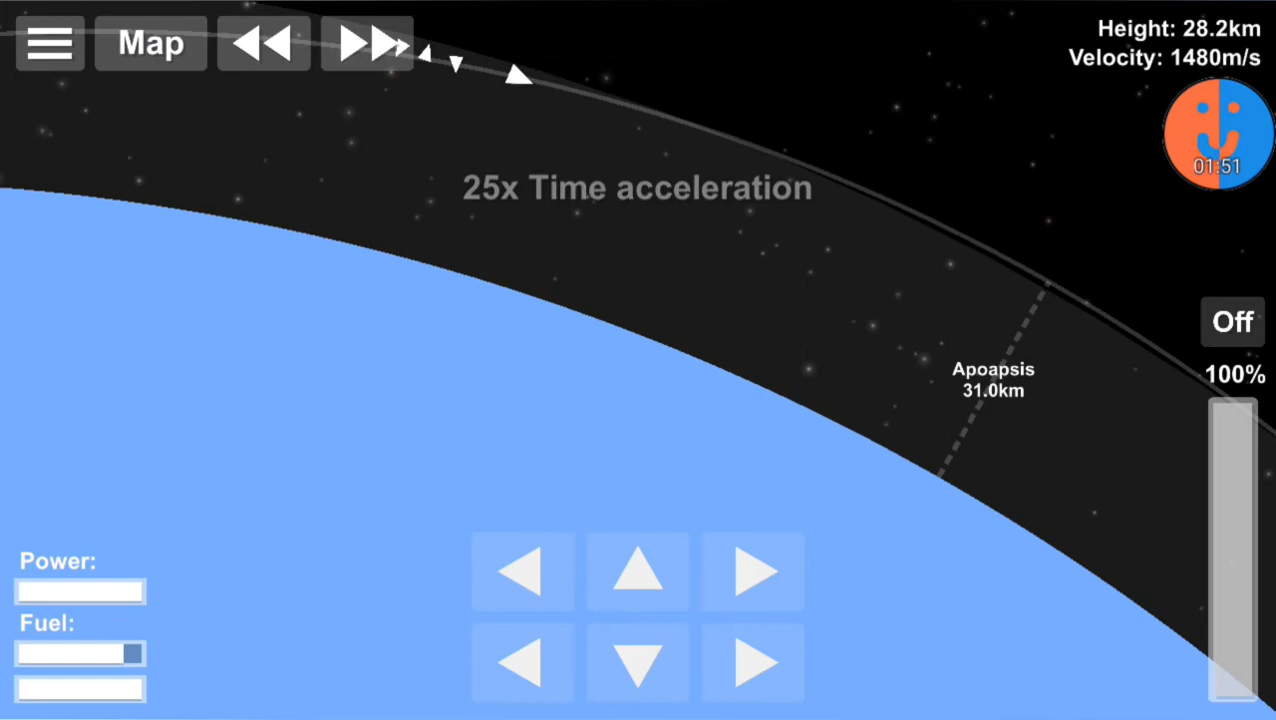 Map
Height: 28.2km
Velocity: 1480m/s
01:51
25x Time acceleration
Off
Apoapsis
31.0km
100%
Power:
Fuel: